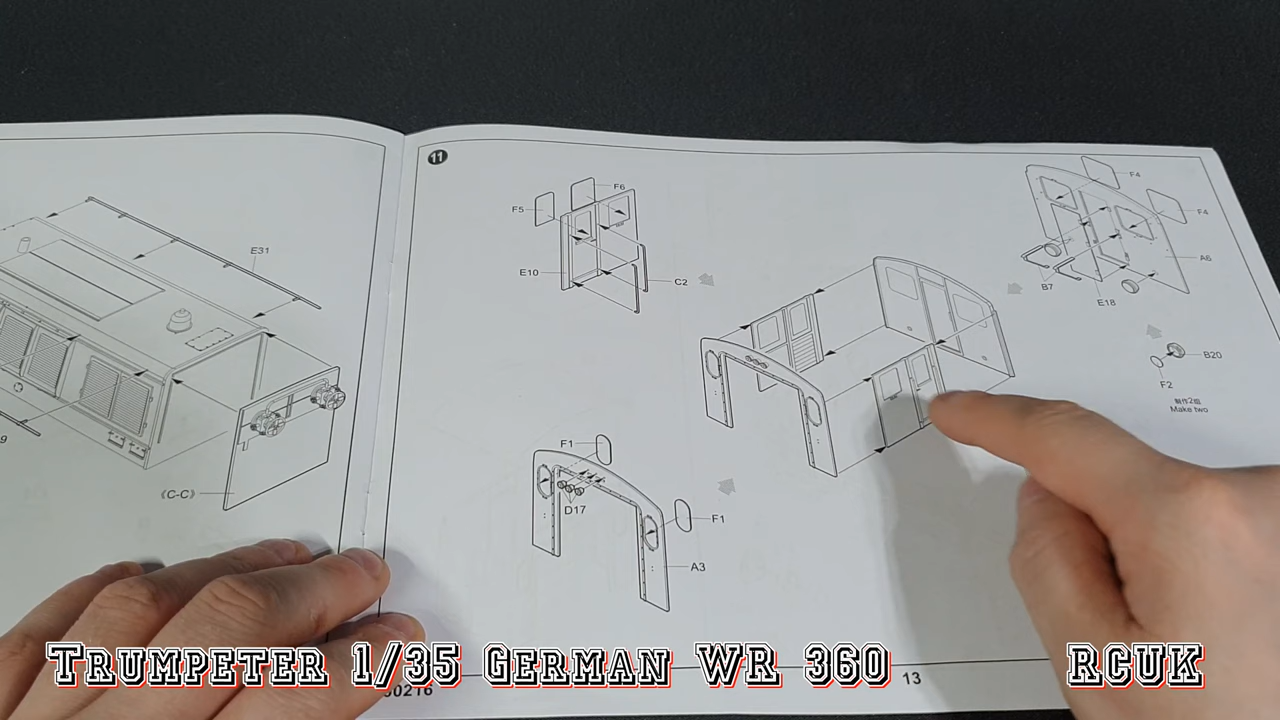 11
F6
F5
E10
C2
E31
《C-C》
F1
D17
F1
A3
F4
F4
A6
B7
E18
B20
F2
制作2组
Make two
9
13
Trumpeter 1/35 German WR 360
RCUK